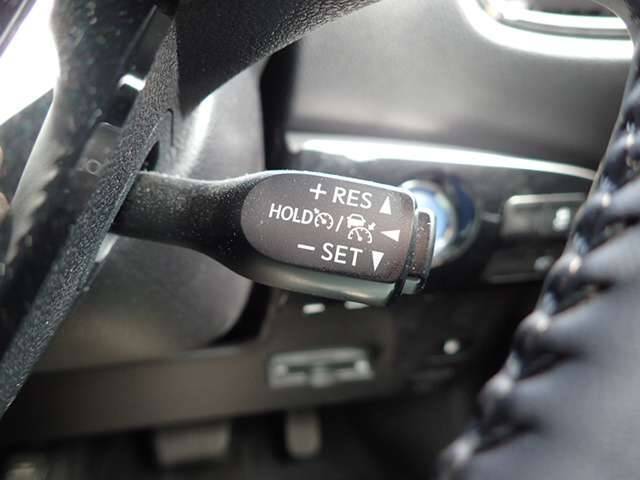 + RES ▲
HOLD / ◀
− SET ▼